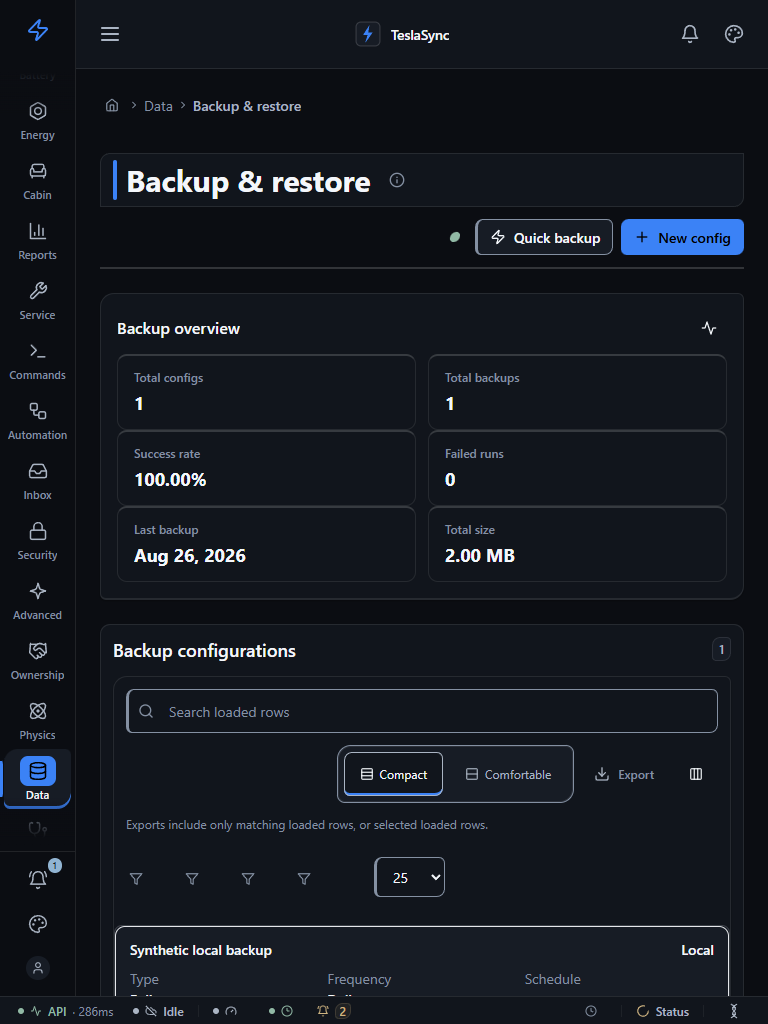 TeslaSync
Energy
Cabin
Reports
Service
Commands
Automation
Inbox
Security
Advanced
Ownership
Physics
Data
1
Data
Backup & restore
Backup & restore
Quick backup
New config
Backup overview
Total configs
1
Total backups
1
Success rate
100.00%
Failed runs
0
Last backup
Aug 26, 2026
Total size
2.00 MB
Backup configurations
1
Search loaded rows
Compact
Comfortable
Export
Exports include only matching loaded rows, or selected loaded rows.
25
Synthetic local backup
Local
Type
Frequency
Schedule
API · 286ms
Idle
2
Status